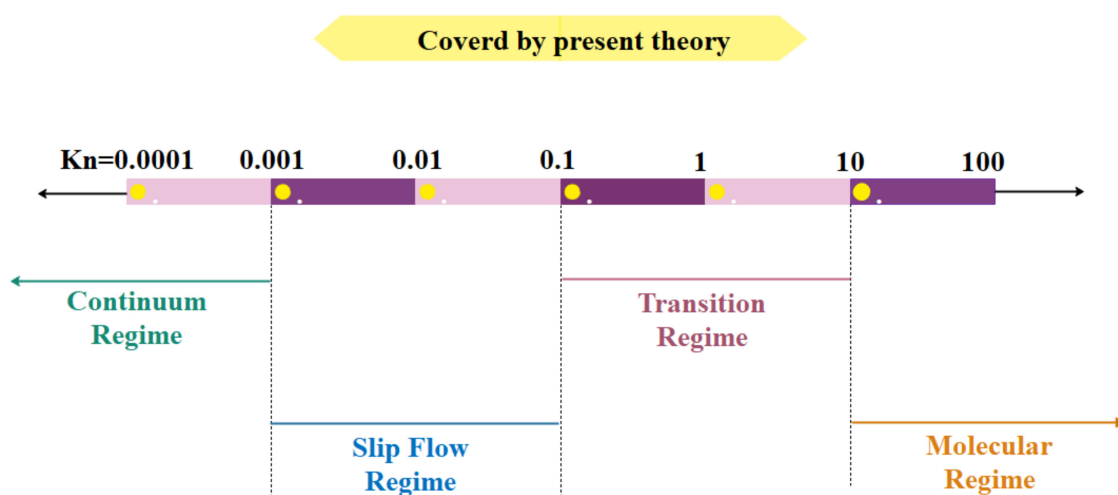 Coverd by present theory
Kn=0.0001 0.001 0.01 0.1 1 10 100
Continuum
Regime
Transition
Regime
Slip Flow
Regime
Molecular
Regime